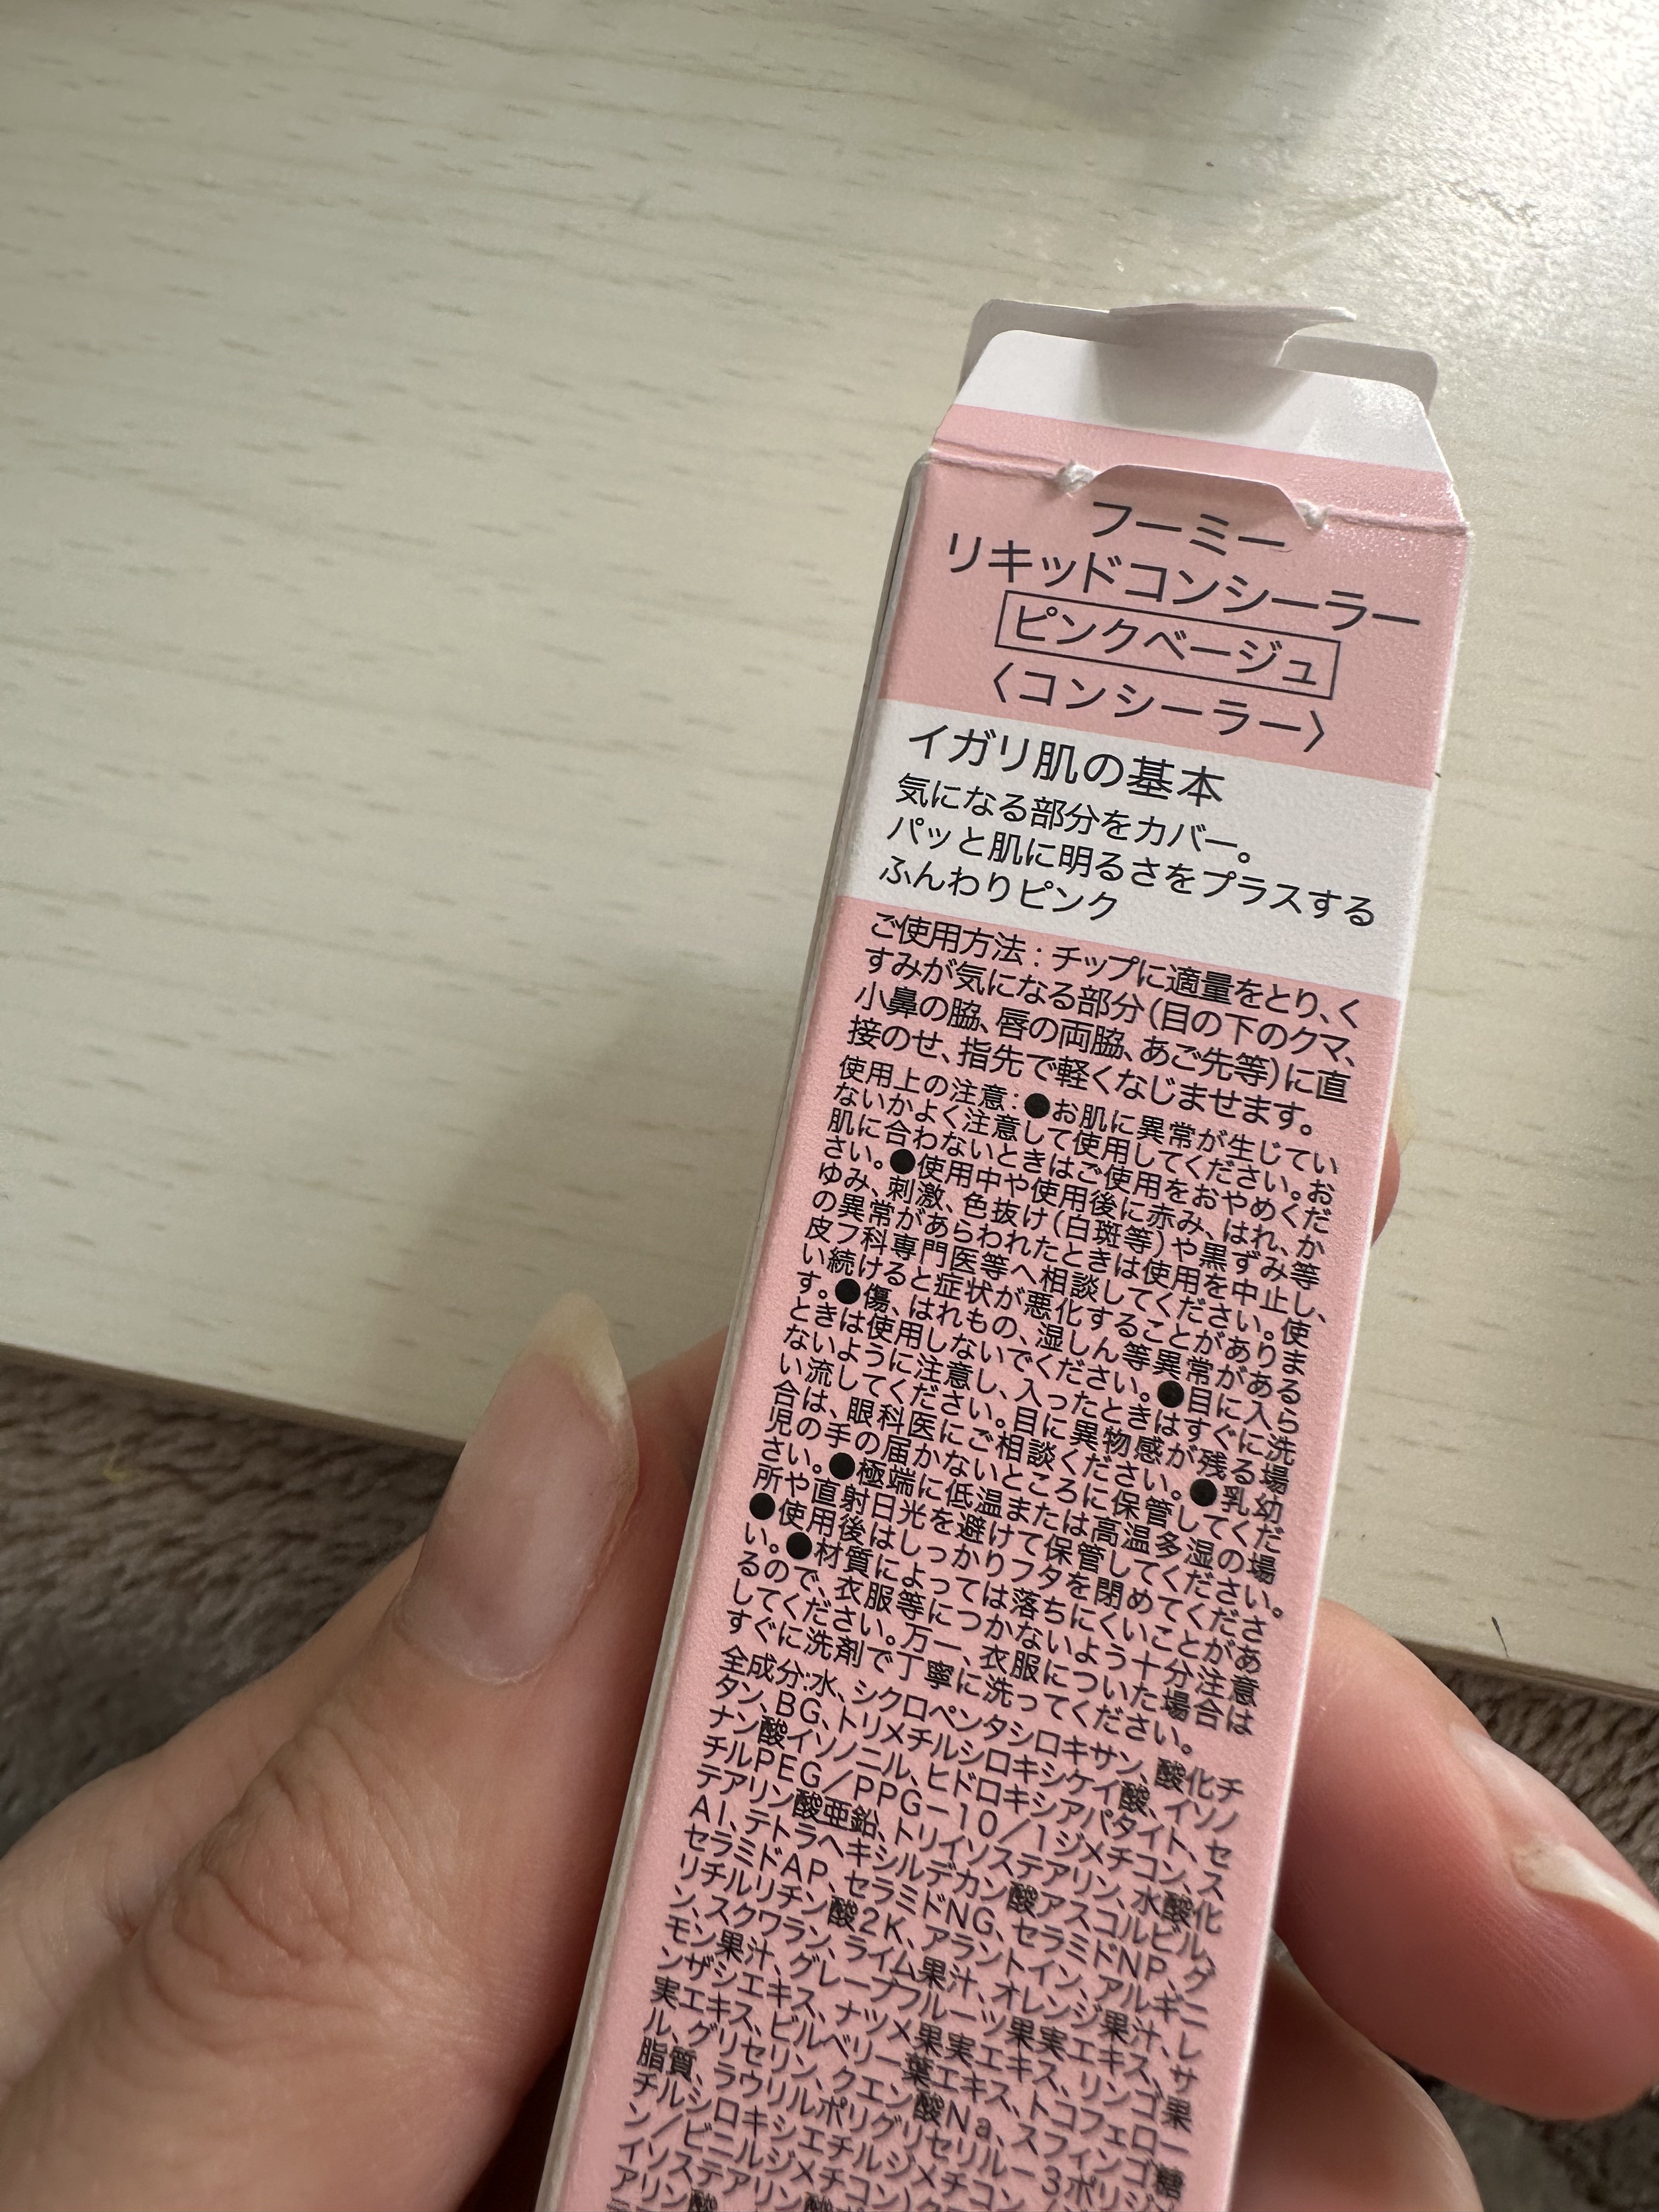 フーミー
リキッドコンシーラー
ピンクベージュ
〈コンシーラー〉
イガリ肌の基本
気になる部分をカバー。
パッと肌に明るさをプラスする
ふんわりピンク
ご使用方法：チップに適量をとり、く
すみが気になる部分(目の下のクマ、
小鼻の脇、唇の両脇、あご先等)に直
接のせ、指先で軽くなじませます。
使用上の注意：●お肌に異常が生じてい
ないかよく注意して使用してください。お
肌に合わないときはご使用をおやめくだ
さい。●使用中や使用後に赤み、はれ、か
ゆみ、刺激、色抜け(白斑等)や黒ずみ等
の異常があらわれたときは使用を中止し、
皮フ科専門医等へ相談してください。使
い続けると症状が悪化することがありま
す。●傷、はれもの、湿しん等異常がある
ときは使用しないでください。●目に入ら
ないように注意し、入ったときはすぐに洗
い流してください。目に異物感が残る場
合は、眼科医にご相談ください。●乳幼
児の手の届かないところに保管してくだ
さい。●極端に低温または高温多湿の場
所や直射日光を避けて保管してください。
●使用後はしっかりフタを閉めてくださ
い。●材質によっては落ちにくいことがあ
るので、衣服等につかないよう十分注意
してください。万一、衣服についた場合は
すぐに洗剤で丁寧に洗ってください。
全成分:水、シクロペンタシロキサン、酸化チ
タン、BG、トリメチルシロキシケイ酸、イソノ
ナン酸イソノニル、ヒドロキシアパタイト、セ
チルPEG／PPG－10／1ジメチコン、ス
テアリン酸亜鉛、トリイソステアリン、水酸化
Al、テトラヘキシルデカン酸アスコルビル、
セラミドAP、セラミドNG、セラミドNP、グ
リチルリチン酸2K、アラントイン、アルギニ
ン、スクワラン、ライム果汁、オレンジ果汁、レ
モン果汁、グレープフルーツ果実エキス、サ
ンザシエキス、ナツメ果実エキス、リンゴ果
実エキス、ビルベリー葉エキス、トコフェロー
ル、グリセリン、クエン酸Na、スフィンゴ糖
脂質、ラウリルポリグリセリル－3ポリジメ
チルシロキシエチルジメチコン、
ン／ビニルジメチコン)
イソステアリン
アリン酸